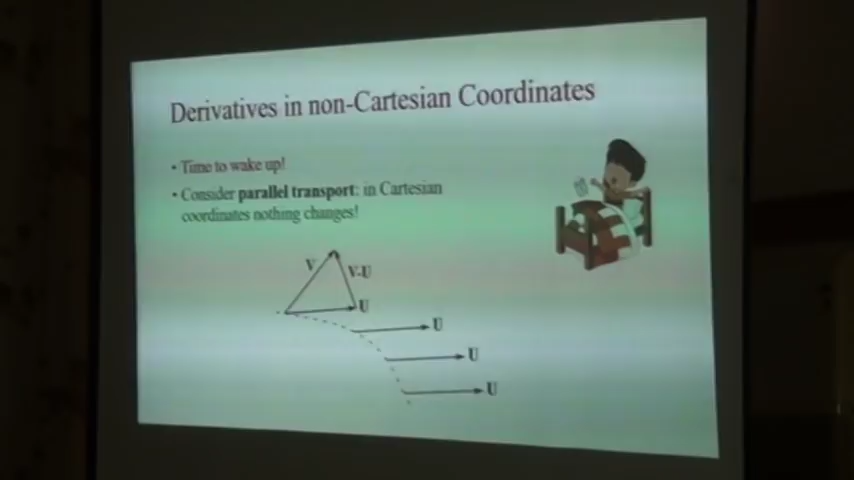 Derivatives in non-Cartesian Coordinates
• Time to wake up!
• Consider parallel transport: in Cartesian
coordinates nothing changes!
V
V-U
U
U
U
U